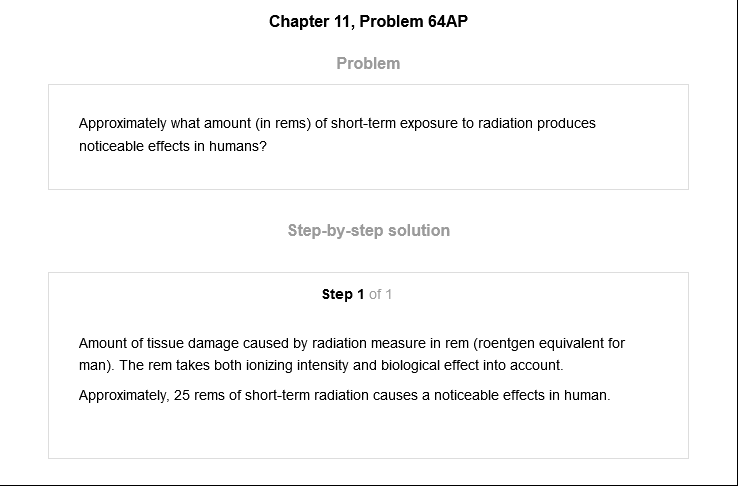 Chapter 11, Problem 64AP
Problem
Approximately what amount (in rems) of short-term exposure to radiation produces
noticeable effects in humans?
Step-by-step solution
Step 1 of 1
Amount of tissue damage caused by radiation measure in rem (roentgen equivalent for
man). The rem takes both ionizing intensity and biological effect into account.
Approximately, 25 rems of short-term radiation causes a noticeable effects in human.